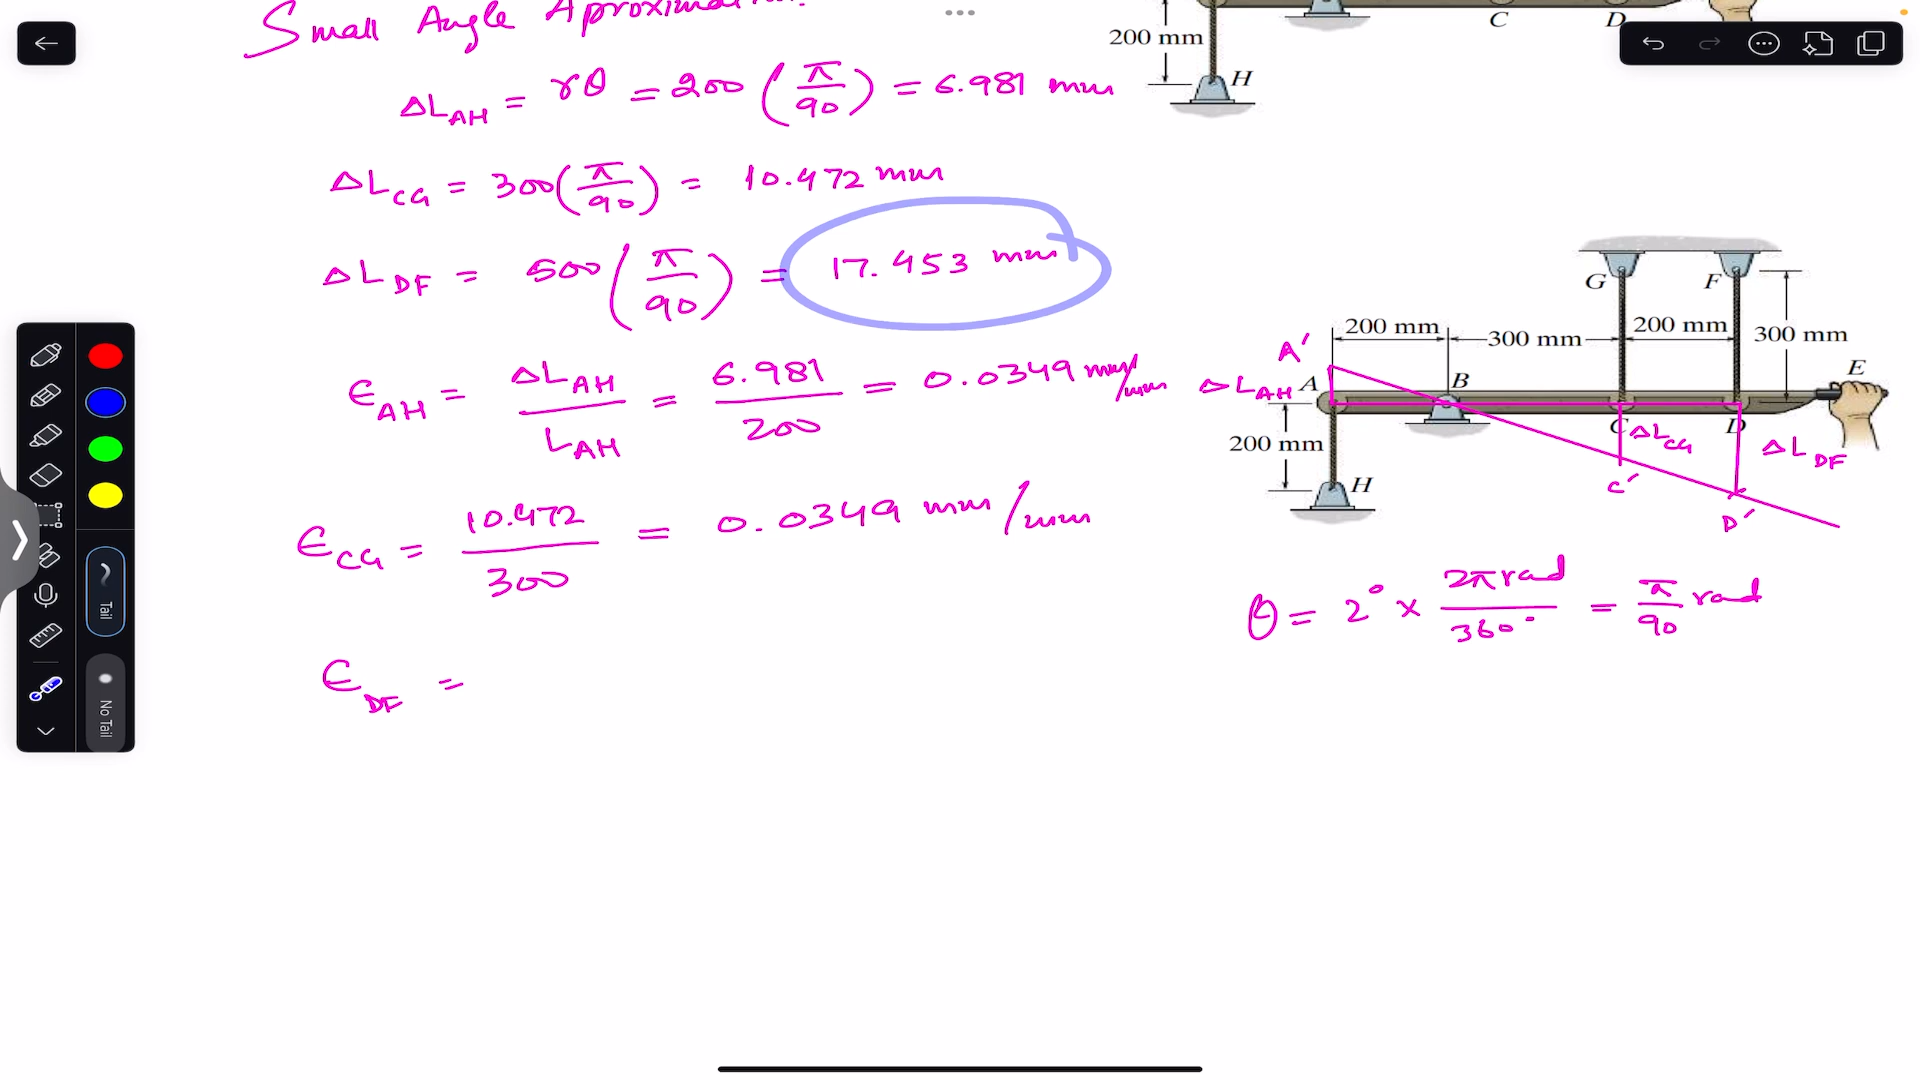 Small Angle Aproximation.
ΔL_AH = rθ = 200 (π/90) = 6.981 mm
ΔL_CG = 300(π/90) = 10.472 mm
ΔL_DF = 500 (π/90) = 17.453 mm
ϵ_AH = ΔL_AH / L_AH = 6.981 / 200 = 0.0349 mm/mm
ϵ_CG = 10.472 / 300 = 0.0349 mm/mm
ϵ_DF =
C
D
200 mm
H
G
F
200 mm
300 mm
200 mm
300 mm
A'
ΔL_AH
A
B
E
C
D
ΔL_CG
ΔL_DF
200 mm
H
C'
D'
θ = 2° × 2π rad / 360° = π/90 rad
Tail
No Tail